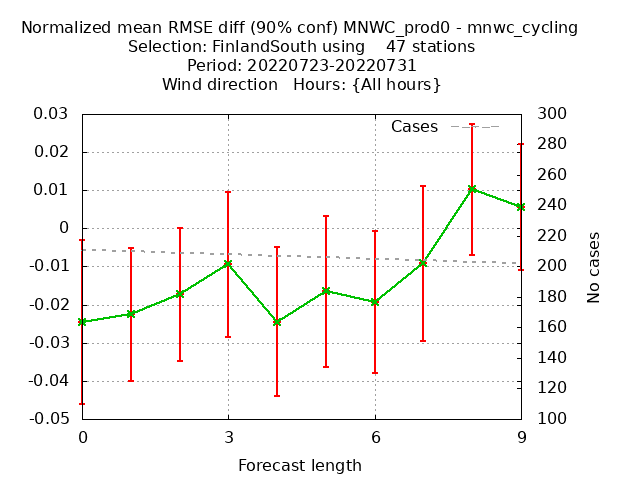 Normalized mean RMSE diff (90% conf) MNWC_prod0 - mnwc_cycling
Selection: FinlandSouth using    47 stations
Period: 20220723-20220731
Wind direction   Hours: {All hours}
0.03
0.02
0.01
0
-0.01
-0.02
-0.03
-0.04
-0.05
Cases
300
280
260
240
220
200
180
160
140
120
100
No cases
0 3 6 9
Forecast length